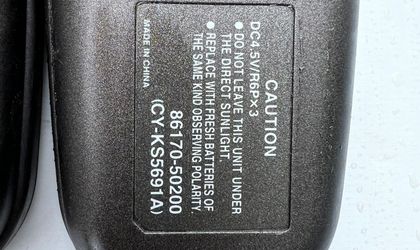 CAUTION
DC4.5V/R6P×3
● DO NOT LEAVE THIS UNIT UNDER
THE DIRECT SUNLIGHT.
● REPLACE WITH FRESH BATTERIES OF
THE SAME KIND OBSERVING POLARITY.
86170-50200
(CY-KS5691A)
MADE IN CHINA